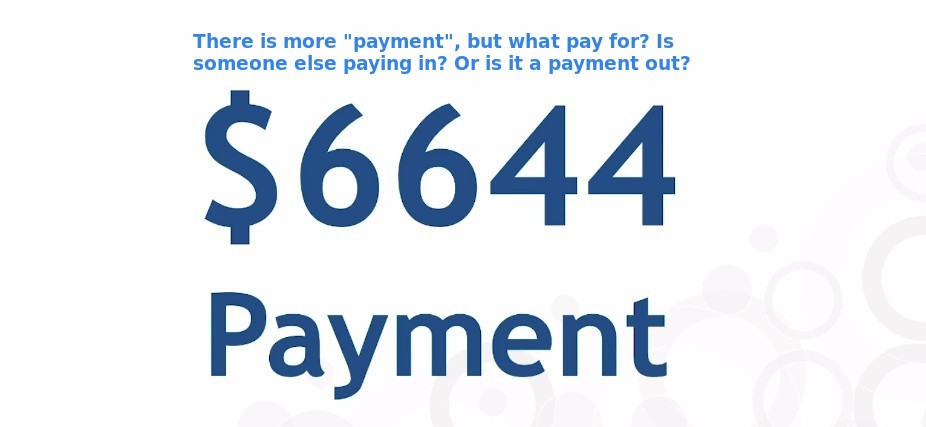 There is more "payment", but what pay for? Is
someone else paying in? Or is it a payment out?
$6644
Payment